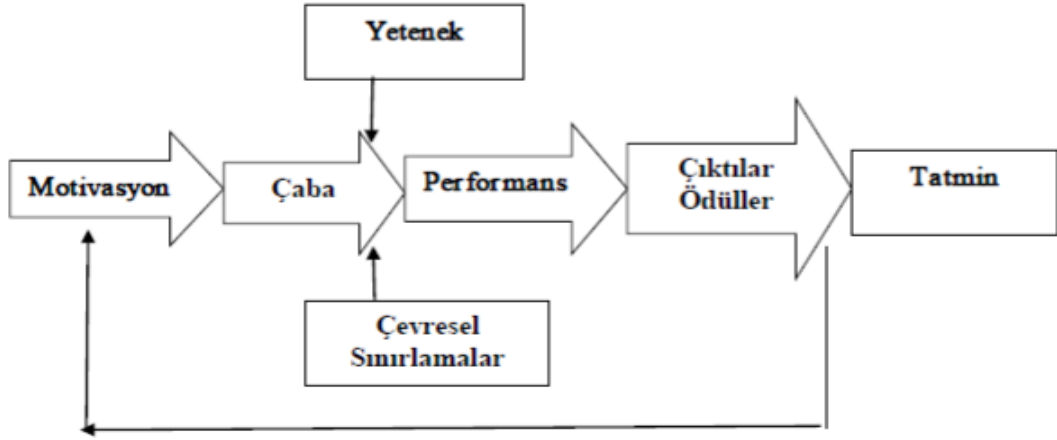 Yetenek
Motivasyon
Çaba
Performans
Çıktılar
Ödüller
Tatmin
Çevresel
Sınırlamalar